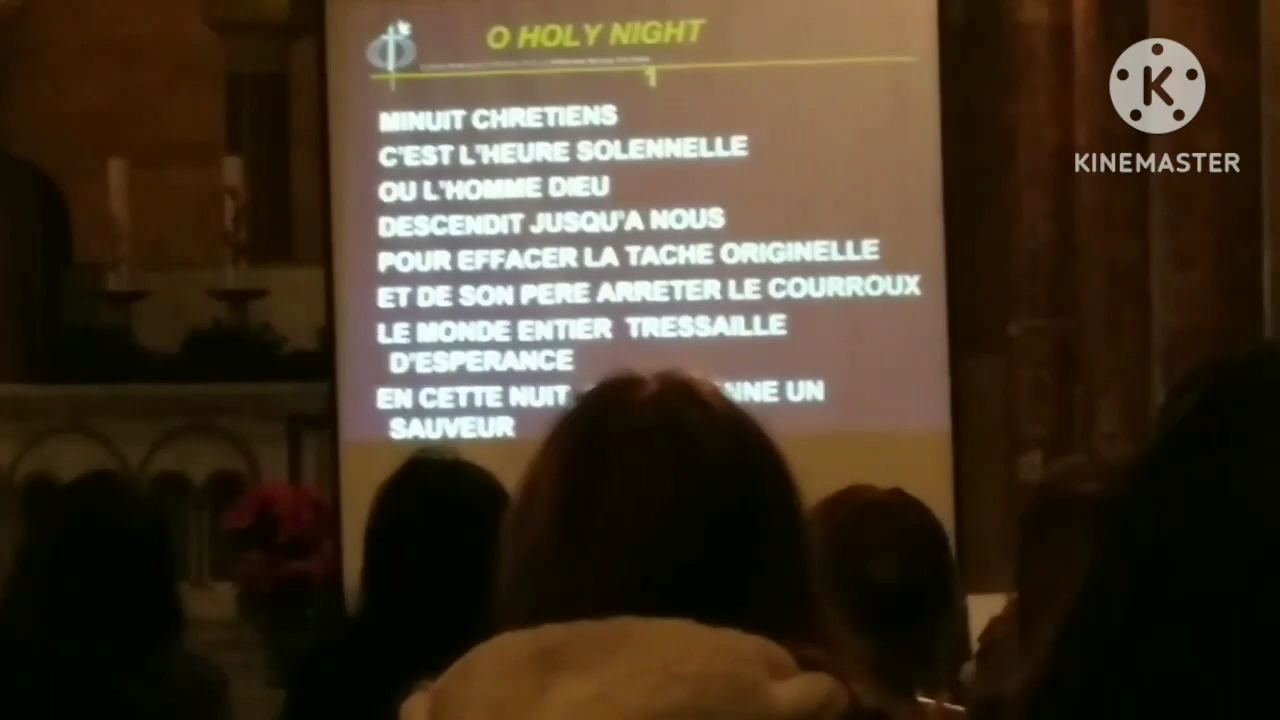 O HOLY NIGHT
1
MINUIT CHRETIENS
C'EST L'HEURE SOLENNELLE
OU L'HOMME DIEU
DESCENDIT JUSQU'A NOUS
POUR EFFACER LA TACHE ORIGINELLE
ET DE SON PERE ARRETER LE COURROUX
LE MONDE ENTIER TRESSAILLE
D'ESPERANCE
EN CETTE NUIT UN
SAUVEUR
K
KINEMASTER